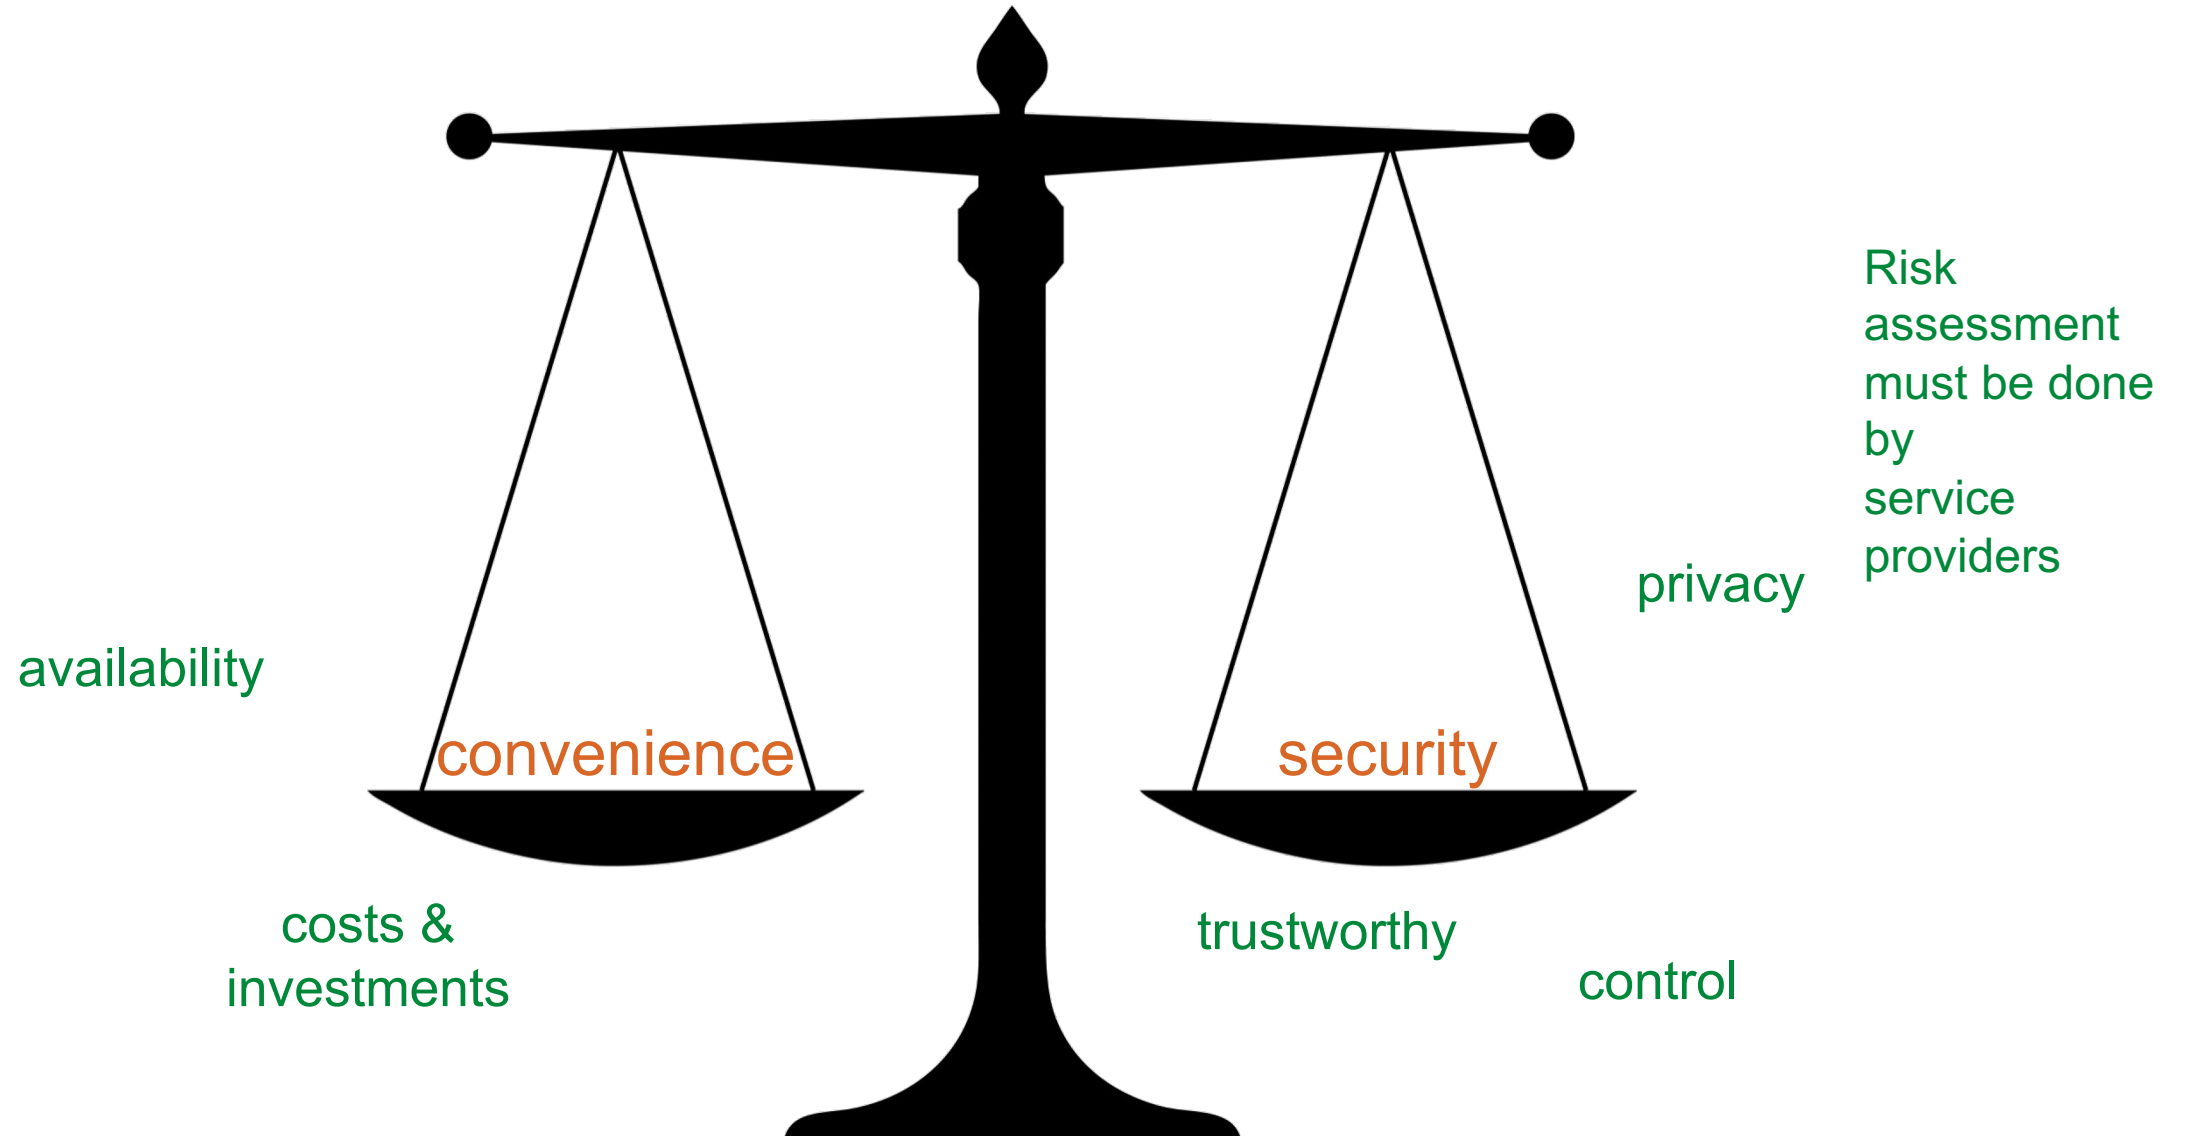 availability
convenience
costs &
investments
security
trustworthy
control
privacy
Risk
assessment
must be done
by
service
providers